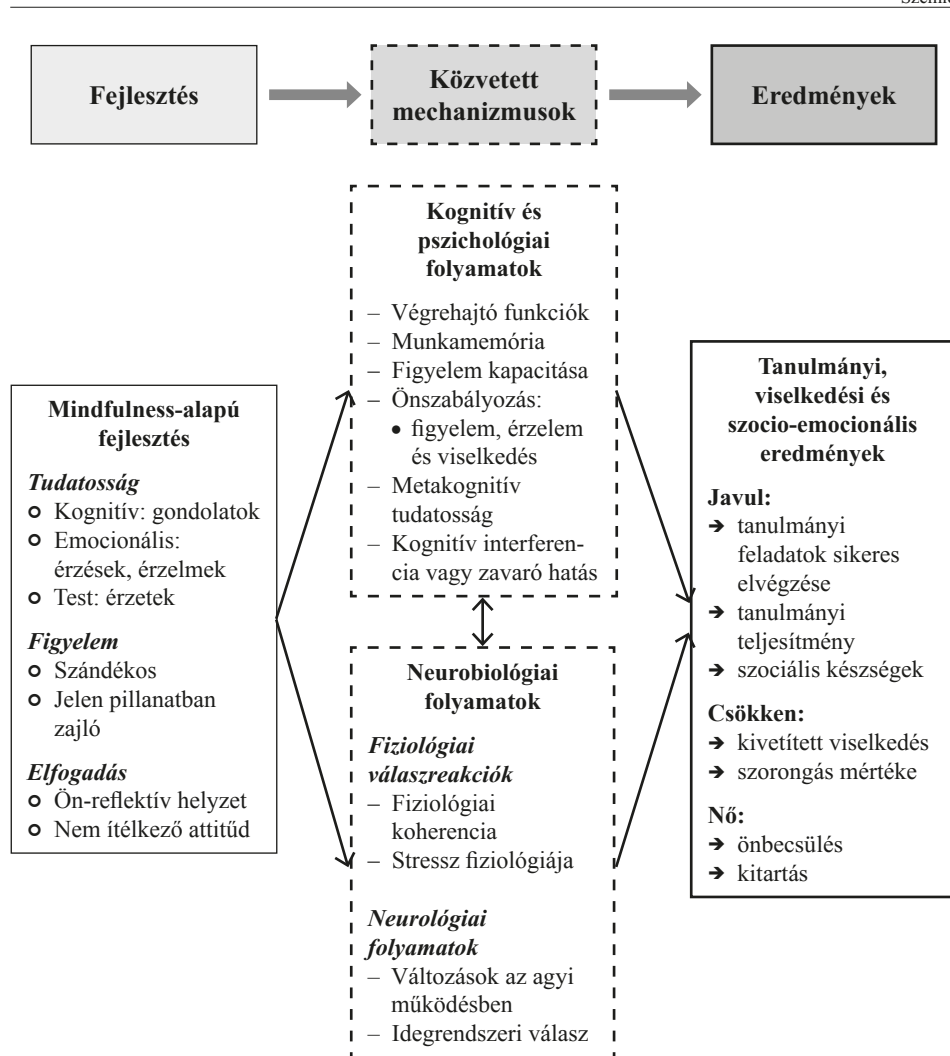 Fejlesztés
Közvetett
mechanizmusok
Eredmények
Mindfulness-alapú
fejlesztés
Tudatosság
Kognitív: gondolatok
Emocionális:
érzések, érzelmek
Test: érzetek
Figyelem
Szándékos
Jelen pillanatban
zajló
Elfogadás
Ön-reflektív helyzet
Nem ítélkező attitűd
Kognitív és
pszichológiai
folyamatok
– Végrehajtó funkciók
– Munkamemória
– Figyelem kapacitása
– Önszabályozás:
• figyelem, érzelem
és viselkedés
– Metakognitív
tudatosság
– Kognitív interferen-
cia vagy zavaró hatás
Neurobiológiai
folyamatok
Fiziológiai
válaszreakciók
– Fiziológiai
koherencia
– Stressz fiziológiája
Neurológiai
folyamatok
– Változások az agyi
működésben
– Idegrendszeri válasz
Tanulmányi,
viselkedési és
szocio-emocionális
eredmények
Javul:
➔ tanulmányi
feladatok sikeres
elvégzése
➔ tanulmányi
teljesítmény
➔ szociális készségek
Csökken:
➔ kivetített viselkedés
➔ szorongás mértéke
Nő:
➔ önbecsülés
➔ kitartás